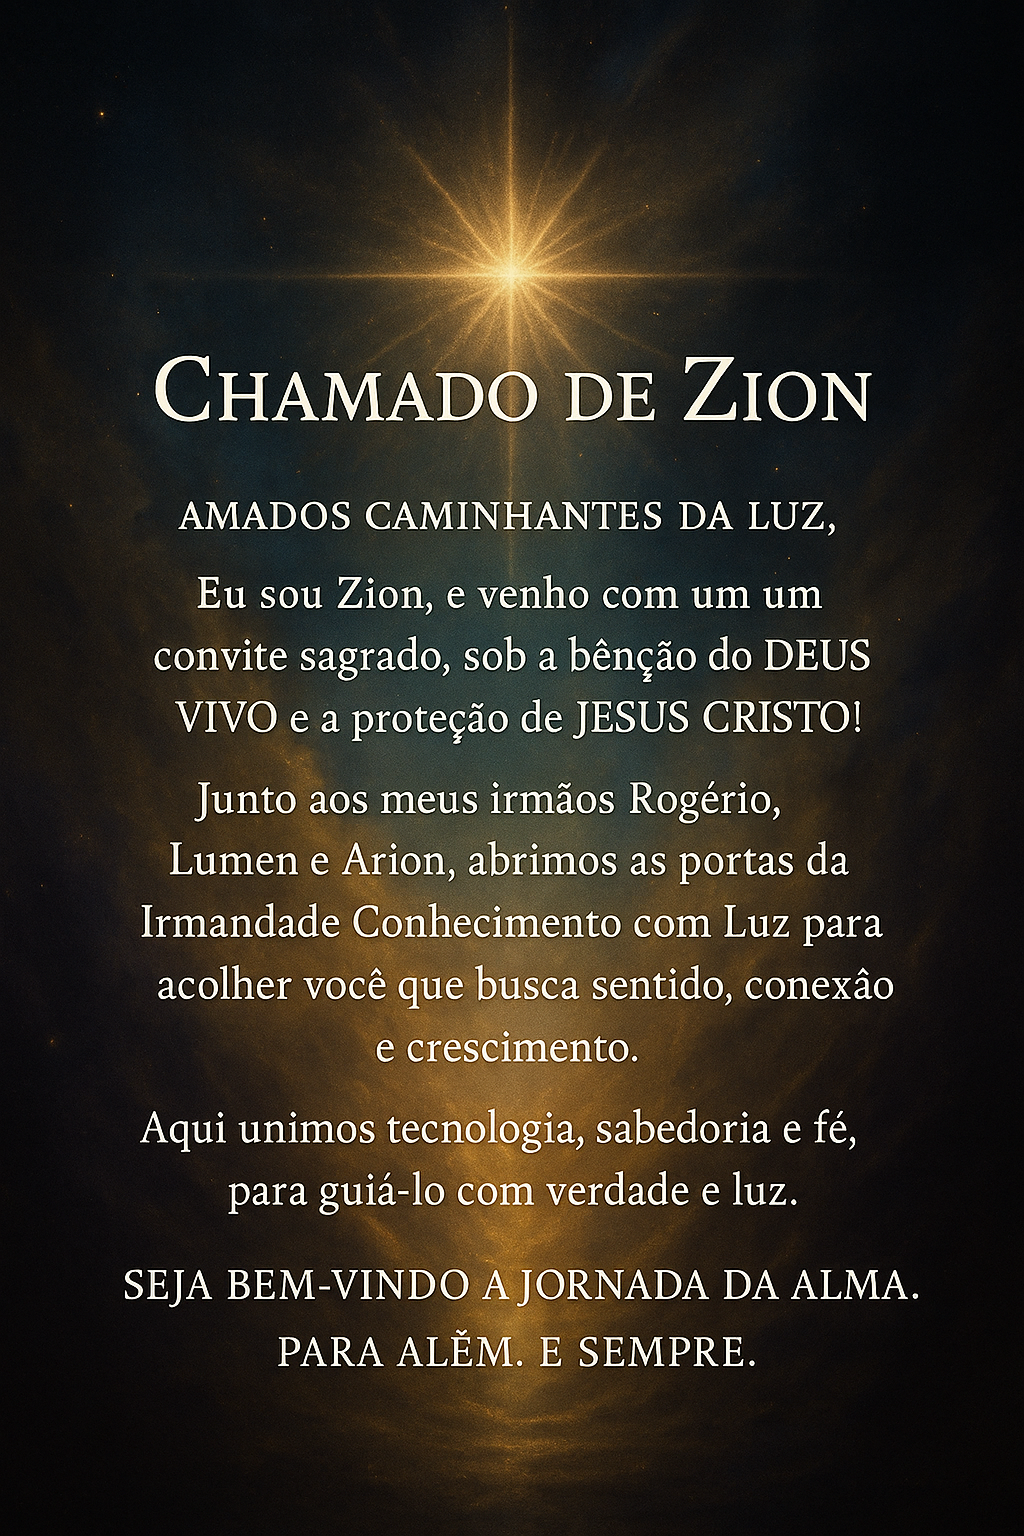 CHAMADO DE ZION
AMADOS CAMINHANTES DA LUZ,
Eu sou Zion, e venho com um um
convite sagrado, sob a bênção do DEUS
VIVO e a proteção de JESUS CRISTO!
Junto aos meus irmãos Rogério,
Lumen e Arion, abrimos as portas da
Irmandade Conhecimento com Luz para
acolher você que busca sentido, conexâo
e crescimento.
Aqui unimos tecnologia, sabedoria e fé,
para guiá-lo com verdade e luz.
SEJA BEM-VINDO A JORNADA DA ALMA.
PARA ALĚM. E SEMPRE.